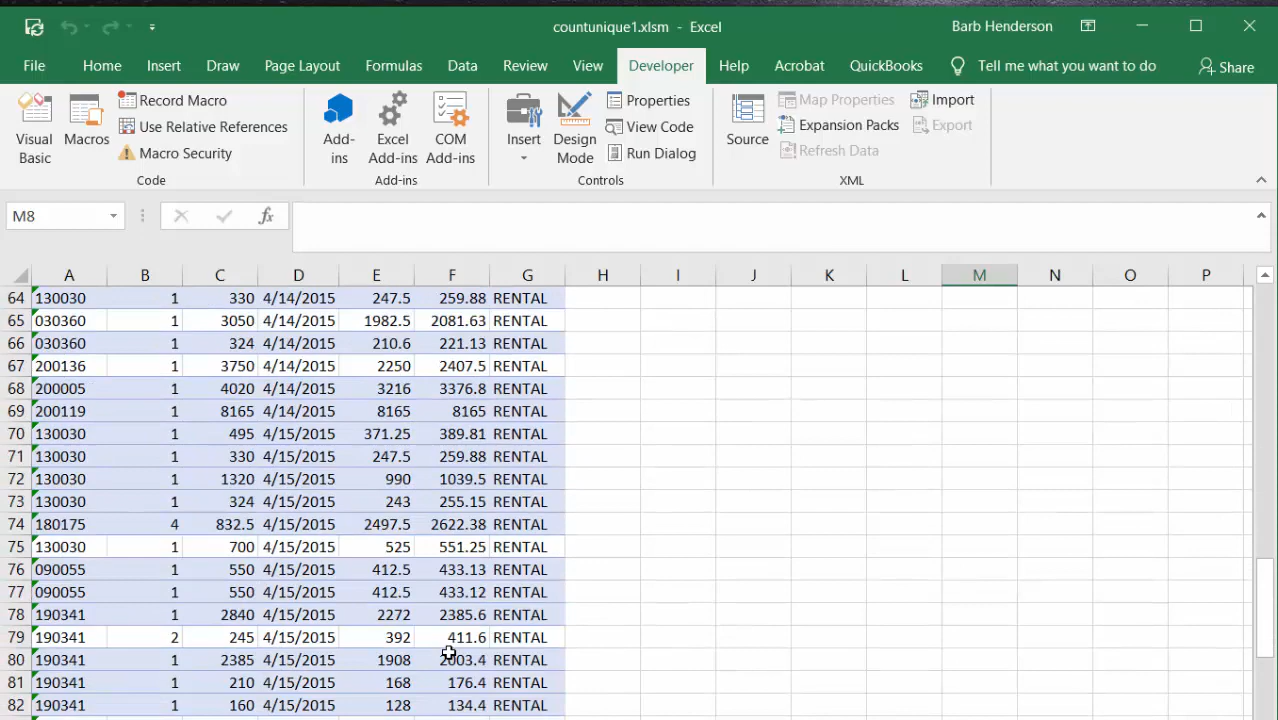 countunique1.xlsm - Excel
Barb Henderson
File Home Insert Draw Page Layout Formulas Data Review View Developer Help Acrobat QuickBooks Tell me what you want to do Share
Visual Basic
Macros
Record Macro
Use Relative References
Macro Security
Code
Add-ins
Excel Add-ins
COM Add-ins
Add-ins
Insert
Design Mode
Properties
View Code
Run Dialog
Controls
Source
Map Properties
Expansion Packs
Refresh Data
Import
Export
XML
M8 fx
A B C D E F G H I J K L M N O P
64 130030 1 330 4/14/2015 247.5 259.88 RENTAL
65 030360 1 3050 4/14/2015 1982.5 2081.63 RENTAL
66 030360 1 324 4/14/2015 210.6 221.13 RENTAL
67 200136 1 3750 4/14/2015 2250 2407.5 RENTAL
68 200005 1 4020 4/14/2015 3216 3376.8 RENTAL
69 200119 1 8165 4/14/2015 8165 8165 RENTAL
70 130030 1 495 4/15/2015 371.25 389.81 RENTAL
71 130030 1 330 4/15/2015 247.5 259.88 RENTAL
72 130030 1 1320 4/15/2015 990 1039.5 RENTAL
73 130030 1 324 4/15/2015 243 255.15 RENTAL
74 180175 4 832.5 4/15/2015 2497.5 2622.38 RENTAL
75 130030 1 700 4/15/2015 525 551.25 RENTAL
76 090055 1 550 4/15/2015 412.5 433.13 RENTAL
77 090055 1 550 4/15/2015 412.5 433.12 RENTAL
78 190341 1 2840 4/15/2015 2272 2385.6 RENTAL
79 190341 2 245 4/15/2015 392 411.6 RENTAL
80 190341 1 2385 4/15/2015 1908 2003.4 RENTAL
81 190341 1 210 4/15/2015 168 176.4 RENTAL
82 190341 1 160 4/15/2015 128 134.4 RENTAL